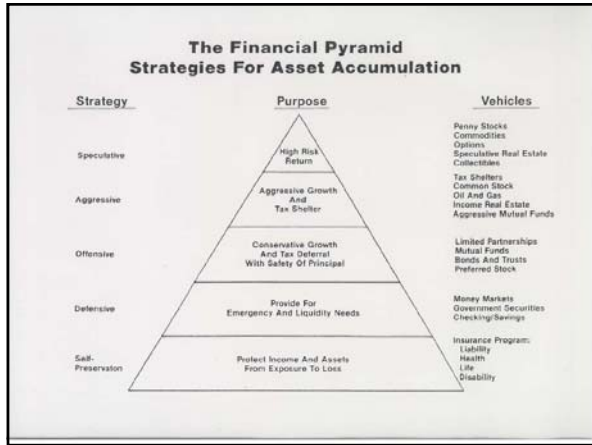 The Financial Pyramid
Strategies For Asset Accumulation
Strategy
Purpose
Vehicles
Speculative
High Risk
Return
Penny Stocks
Commodities
Options
Speculative Real Estate
Collectibles
Aggressive
Aggressive Growth
And
Tax Shelter
Tax Shelters
Common Stock
Oil And Gas
Income Real Estate
Aggressive Mutual Funds
Offensive
Conservative Growth
And Tax Deferral
With Safety Of Principal
Limited Partnerships
Mutual Funds
Bonds And Trusts
Preferred Stock
Defensive
Provide For
Emergency And Liquidity Needs
Money Markets
Government Securities
Checking/Savings
Self-
Preservaton
Protect Income And Assets
From Exposure To Loss
Insurance Program:
Liability
Health
Life
Disability